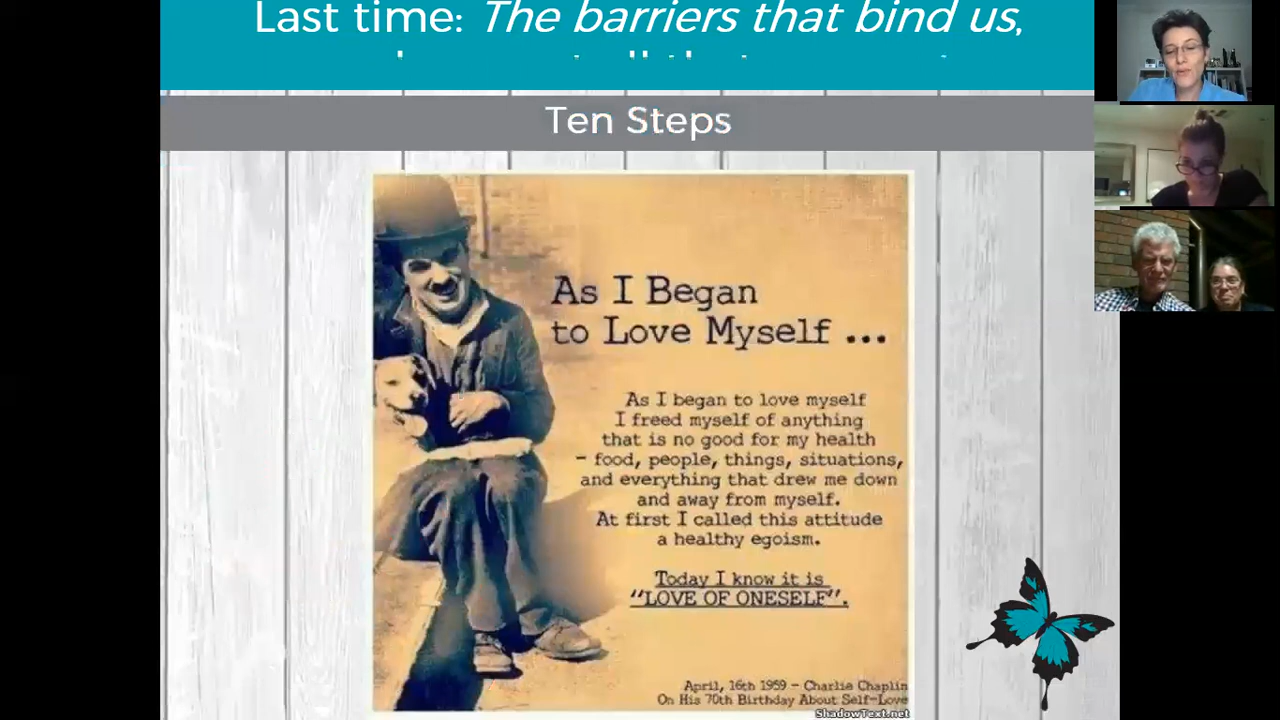 Last time: The barriers that bind us,
Ten Steps
As I Began
to Love Myself ...
As I began to love myself
I freed myself of anything
that is no good for my health
- food, people, things, situations,
and everything that drew me down
and away from myself.
At first I called this attitude
a healthy egoism.
Today I know it is
“LOVE OF ONESELF”.
April, 16th 1959 - Charlie Chaplin
On His 70th Birthday About Self-Love
ShadowText.net